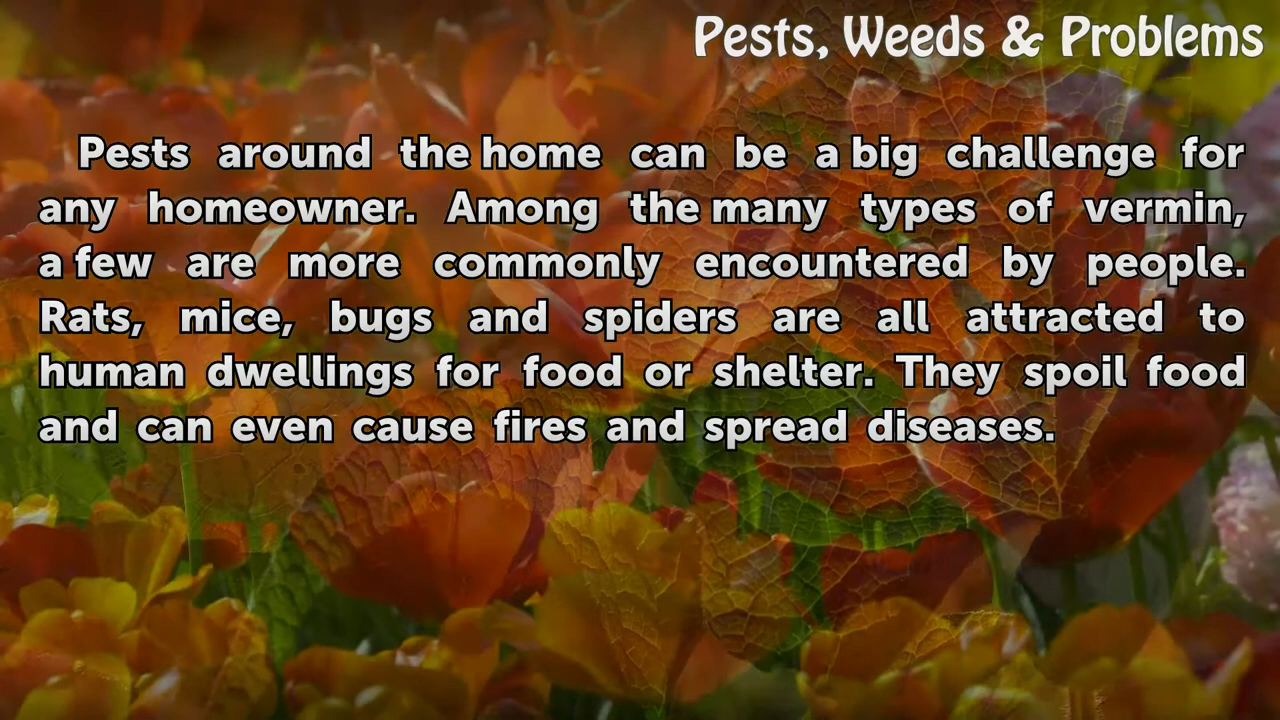 Pests, Weeds & Problems
Pests around the home can be a big challenge for
any homeowner. Among the many types of vermin,
a few are more commonly encountered by people.
Rats, mice, bugs and spiders are all attracted to
human dwellings for food or shelter. They spoil food
and can even cause fires and spread diseases.